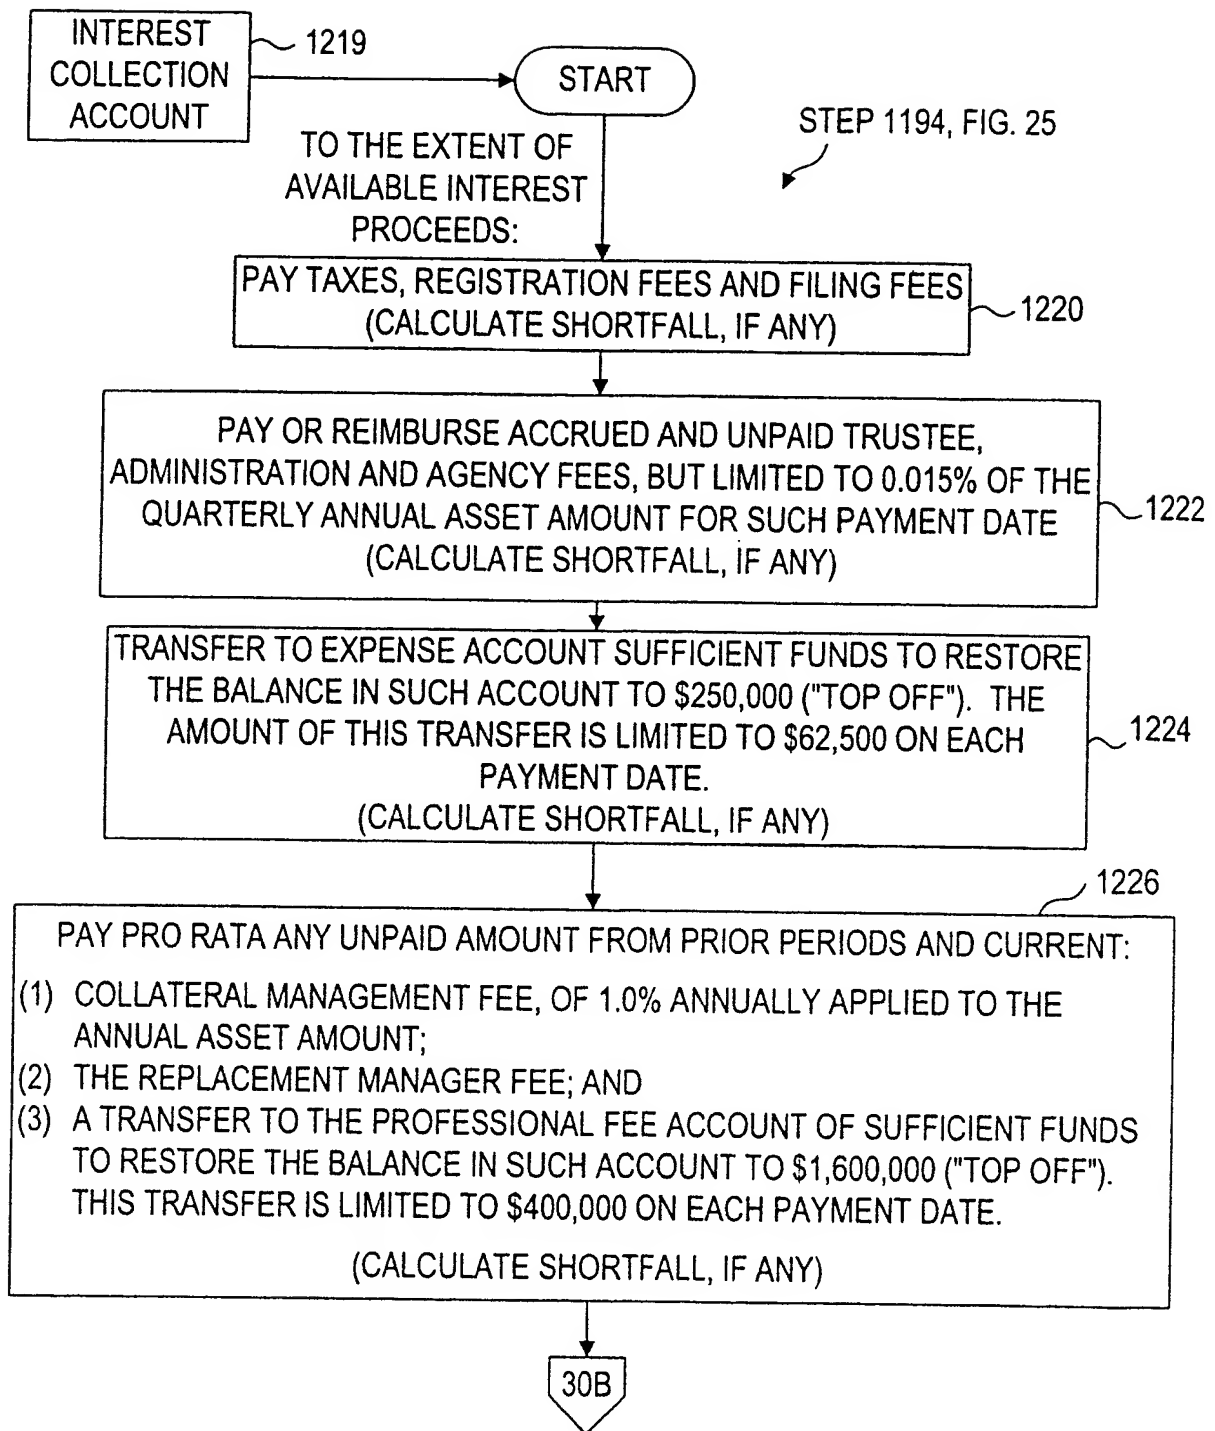 INTEREST
COLLECTION
ACCOUNT
1219
START
STEP 1194, FIG. 25
TO THE EXTENT OF
AVAILABLE INTEREST
PROCEEDS:
PAY TAXES, REGISTRATION FEES AND FILING FEES
(CALCULATE SHORTFALL, IF ANY)
1220
PAY OR REIMBURSE ACCRUED AND UNPAID TRUSTEE,
ADMINISTRATION AND AGENCY FEES, BUT LIMITED TO 0.015% OF THE
QUARTERLY ANNUAL ASSET AMOUNT FOR SUCH PAYMENT DATE
(CALCULATE SHORTFALL, IF ANY)
1222
TRANSFER TO EXPENSE ACCOUNT SUFFICIENT FUNDS TO RESTORE
THE BALANCE IN SUCH ACCOUNT TO $250,000 ("TOP OFF"). THE
AMOUNT OF THIS TRANSFER IS LIMITED TO $62,500 ON EACH
PAYMENT DATE.
(CALCULATE SHORTFALL, IF ANY)
1224
1226
PAY PRO RATA ANY UNPAID AMOUNT FROM PRIOR PERIODS AND CURRENT:
(1) COLLATERAL MANAGEMENT FEE, OF 1.0% ANNUALLY APPLIED TO THE
ANNUAL ASSET AMOUNT;
(2) THE REPLACEMENT MANAGER FEE; AND
(3) A TRANSFER TO THE PROFESSIONAL FEE ACCOUNT OF SUFFICIENT FUNDS
TO RESTORE THE BALANCE IN SUCH ACCOUNT TO $1,600,000 ("TOP OFF").
THIS TRANSFER IS LIMITED TO $400,000 ON EACH PAYMENT DATE.
(CALCULATE SHORTFALL, IF ANY)
30B